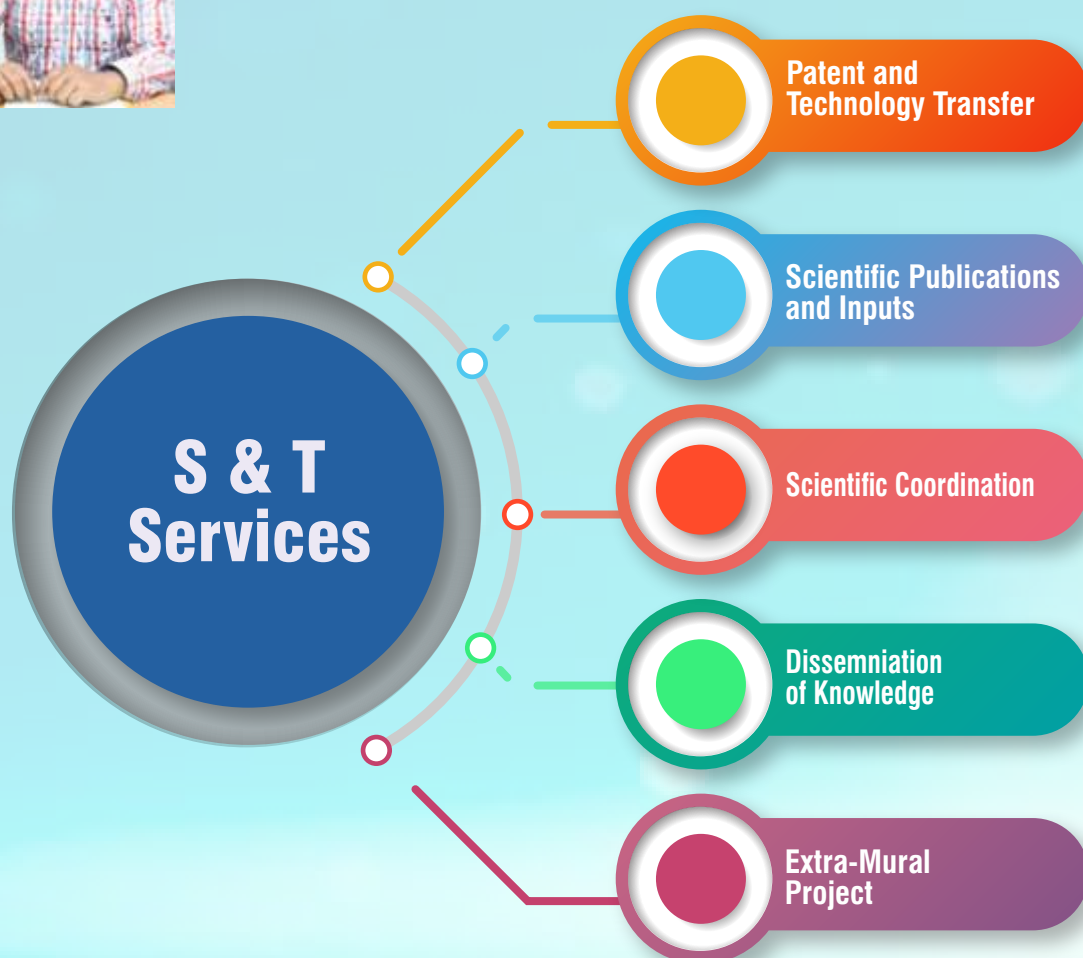 S & T
Services
Patent and
Technology Transfer
Scientific Publications
and Inputs
Scientific Coordination
Dissemniation
of Knowledge
Extra-Mural
Project